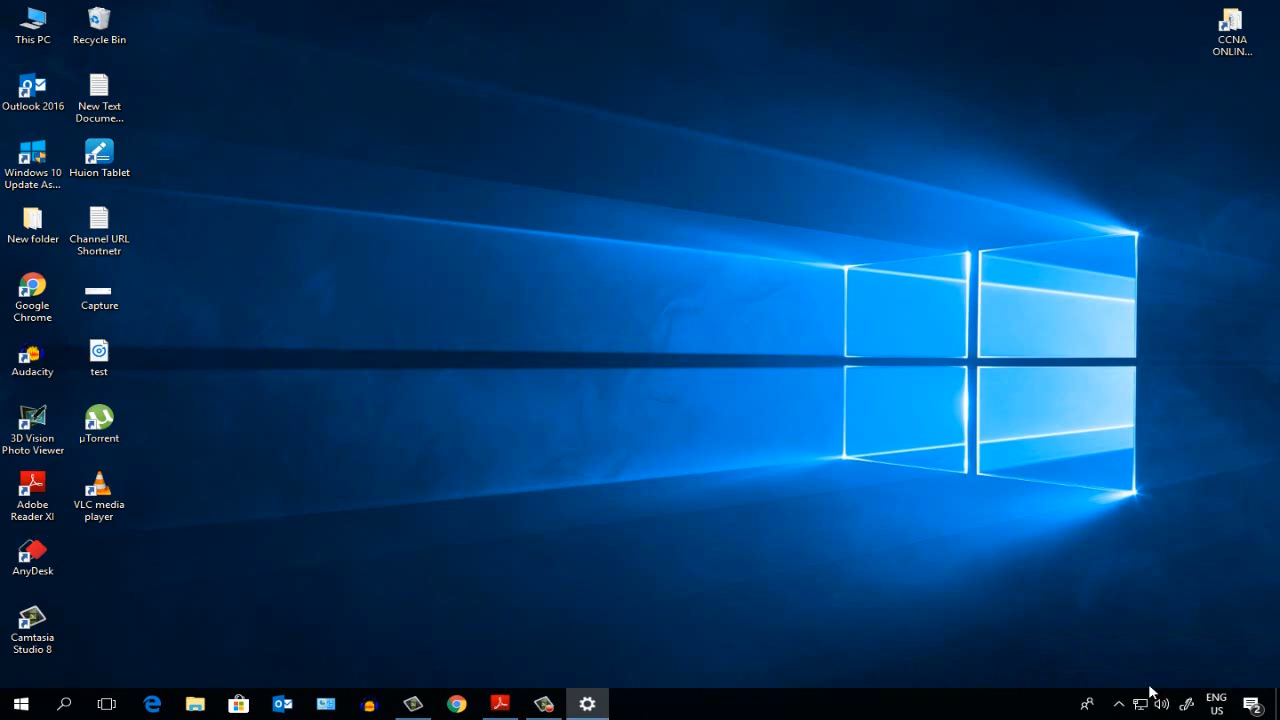 This PC
Recycle Bin
CCNA
ONLIN...
Outlook 2016
New Text
Docume...
Windows 10
Update As...
Huion Tablet
New folder
Channel URL
Shortnetr
Google
Chrome
Capture
Audacity
test
3D Vision
Photo Viewer
µTorrent
Adobe
Reader XI
VLC media
player
AnyDesk
Camtasia
Studio 8
ENG
US
2